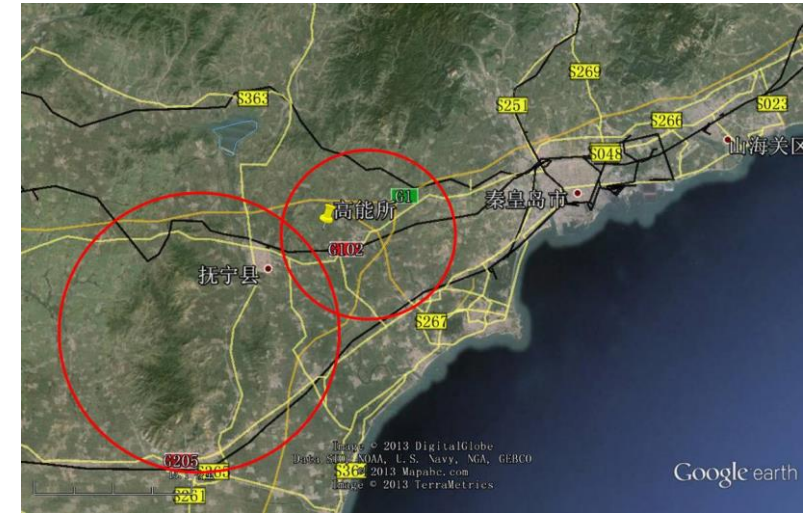 S269
S363
S251
S023
S266
山海关区
S048
G1
秦皇岛市
高能所
G102
抚宁县
S267
Image © 2013 DigitalGlobe
Data SIO, NOAA, U.S. Navy, NGA, GEBCO
G205
S365
S364
© 2013 Mapabc.com
Image © 2013 TerraMetrics
Google earth
S261